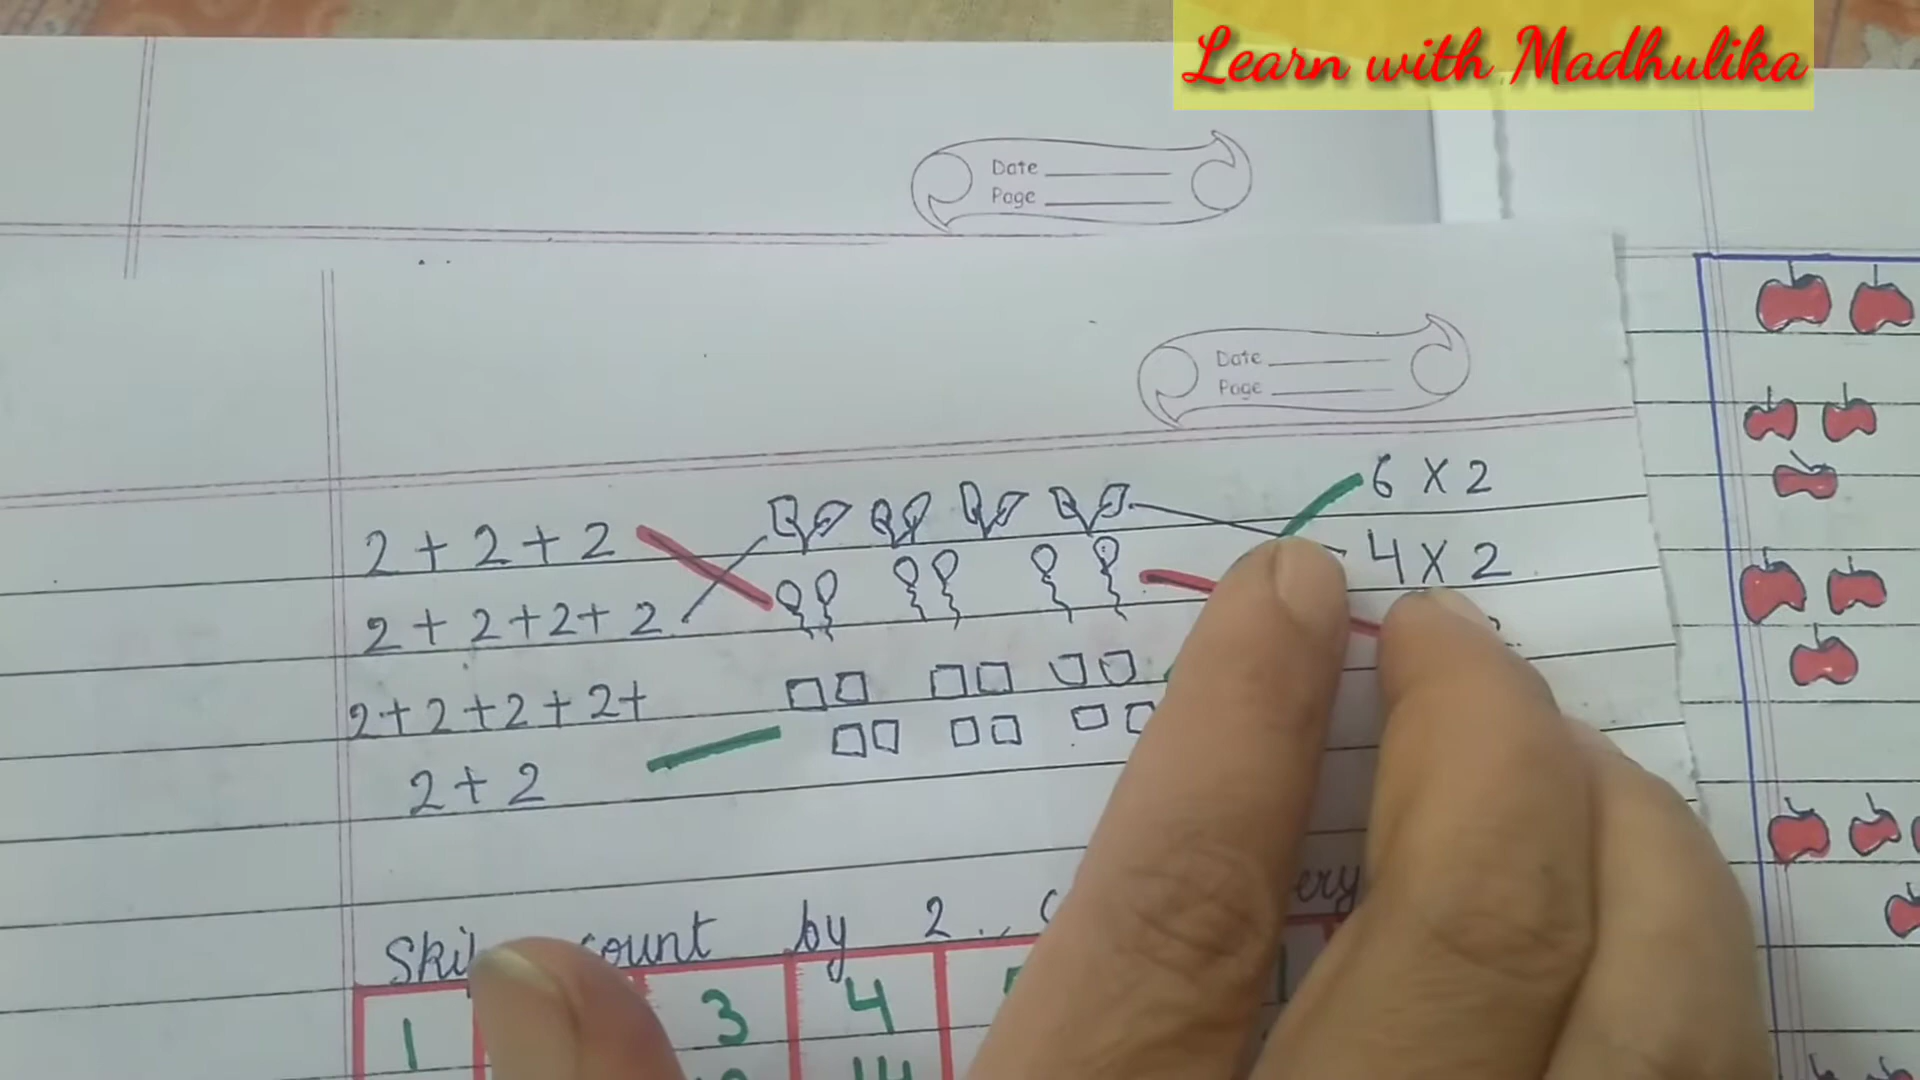 Learn with Madhulika
Date
Page
Date
Page
2 + 2 + 2
6 X 2
2 + 2 + 2 + 2
4 X 2
2 + 2 + 2 + 2 +
2 + 2
count by 2
1 3 4
14